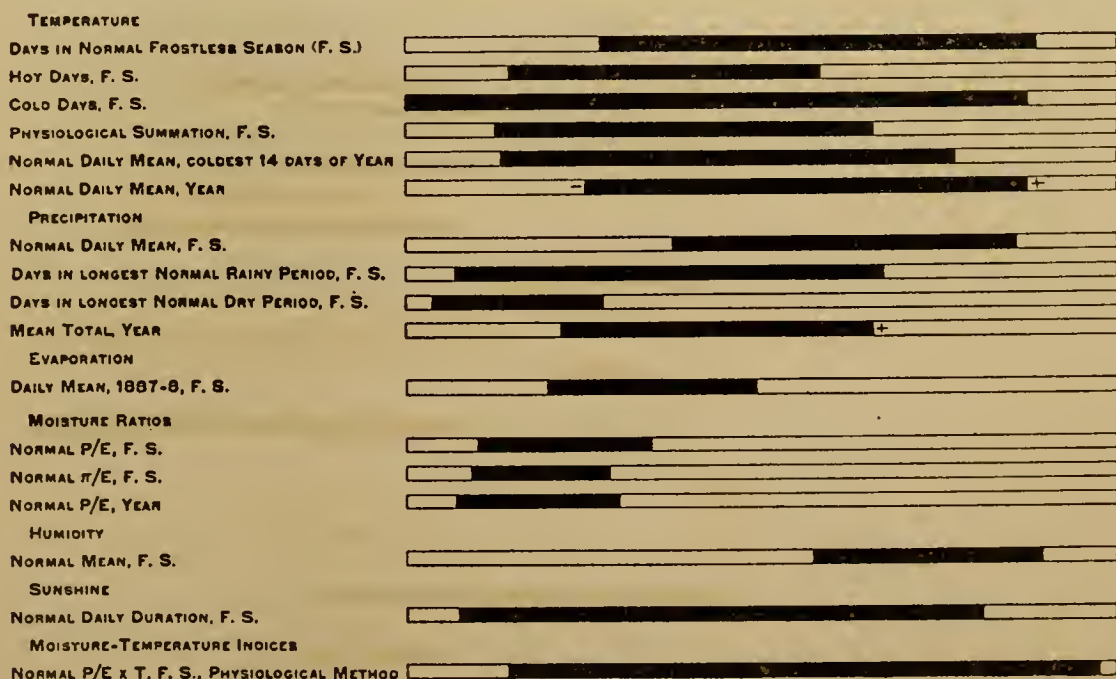 TEMPERATURE
DAYS IN NORMAL FROSTLESS SEASON (F. S.)
HOT DAYS, F. S.
COLD DAYS, F. S.
PHYSIOLOGICAL SUMMATION, F. S.
NORMAL DAILY MEAN, COLDEST 14 DAYS OF YEAR
NORMAL DAILY MEAN, YEAR – +
PRECIPITATION
NORMAL DAILY MEAN, F. S.
DAYS IN LONGEST NORMAL RAINY PERIOD, F. S.
DAYS IN LONGEST NORMAL DRY PERIOD, F. S.
MEAN TOTAL, YEAR +
EVAPORATION
DAILY MEAN, 1887-8, F. S.
MOISTURE RATIOS
NORMAL P/E, F. S.
NORMAL π/E, F. S.
NORMAL P/E, YEAR
HUMIDITY
NORMAL MEAN, F. S.
SUNSHINE
NORMAL DAILY DURATION, F. S.
MOISTURE-TEMPERATURE INDICES
NORMAL P/E X T, F. S., PHYSIOLOGICAL METHOD